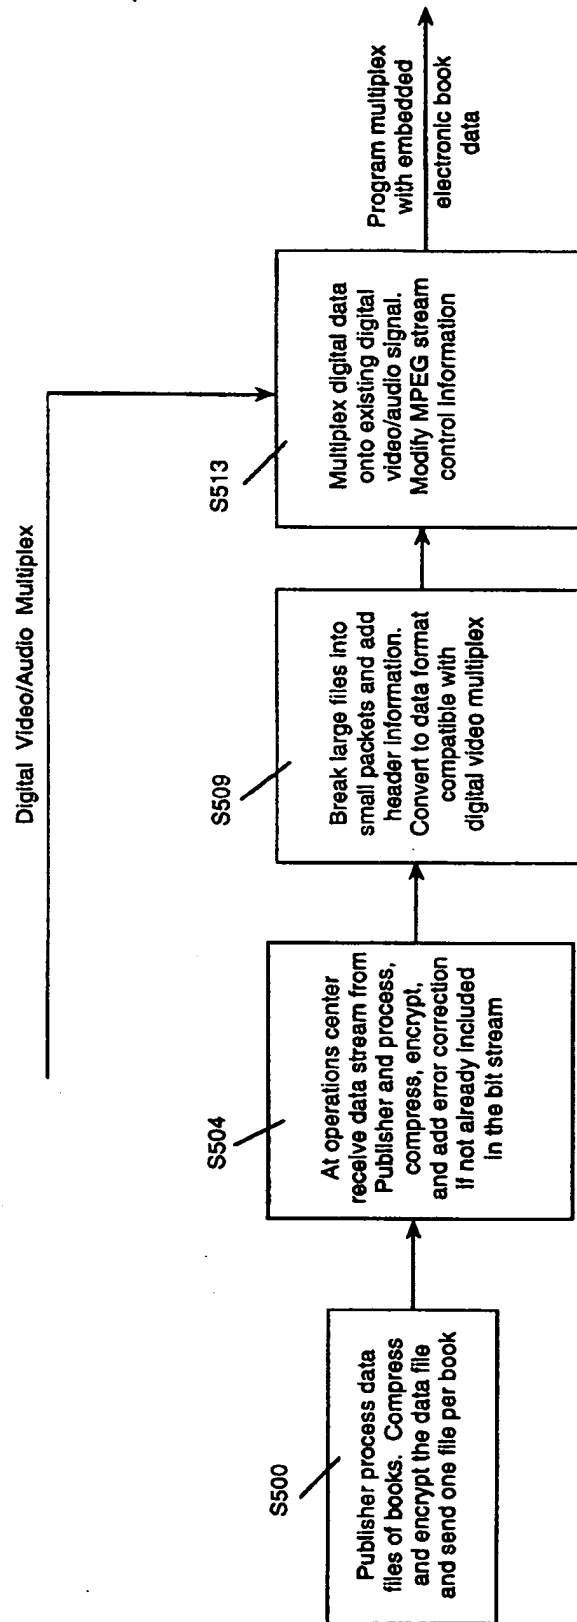 Digital Video/Audio Multiplex
S500
Publisher process data
files of books. Compress
and encrypt the data file
and send one file per book
S504
At operations center
receive data stream from
Publisher and process,
compress, encrypt,
and add error correction
if not already included
in the bit stream
S509
Break large files into
small packets and add
header information.
Convert to data format
compatible with
digital video multiplex
S513
Multiplex digital data
onto existing digital
video/audio signal.
Modify MPEG stream
control information
Program multiplex
with embedded
electronic book
data